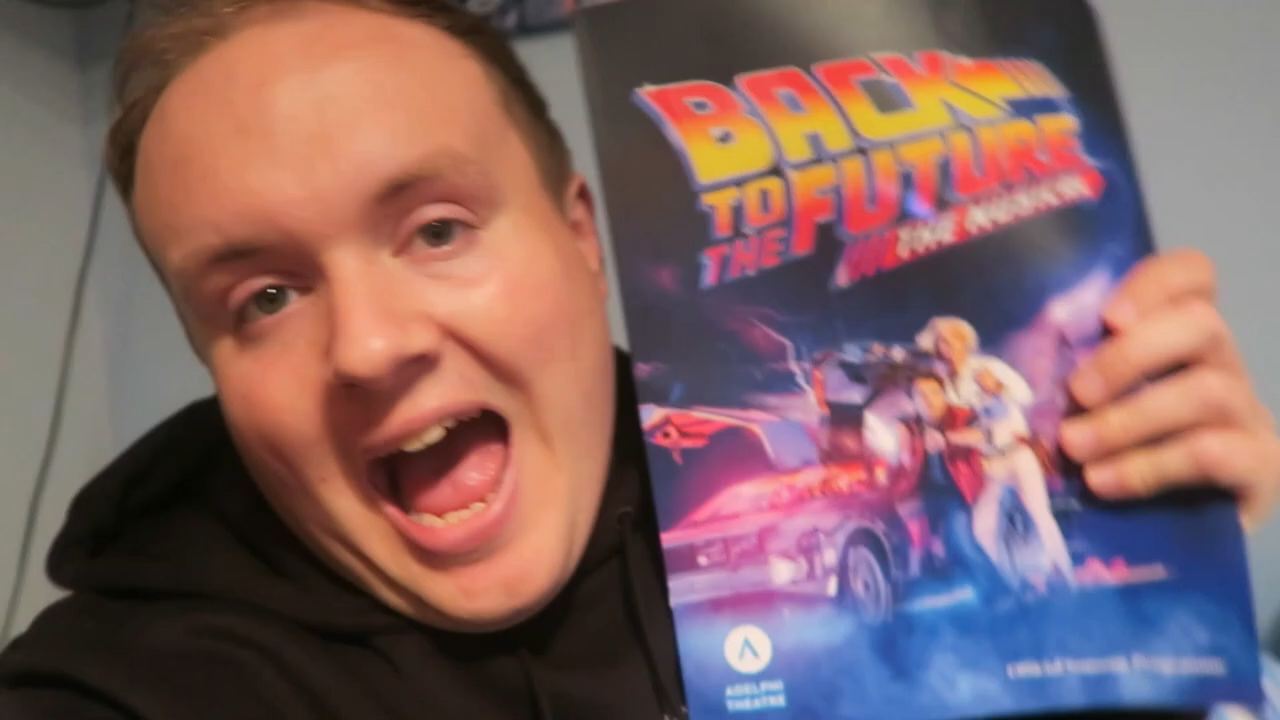 BACK
TO THE FUTURE
THE MUSICAL
ADELPHI
THEATRE